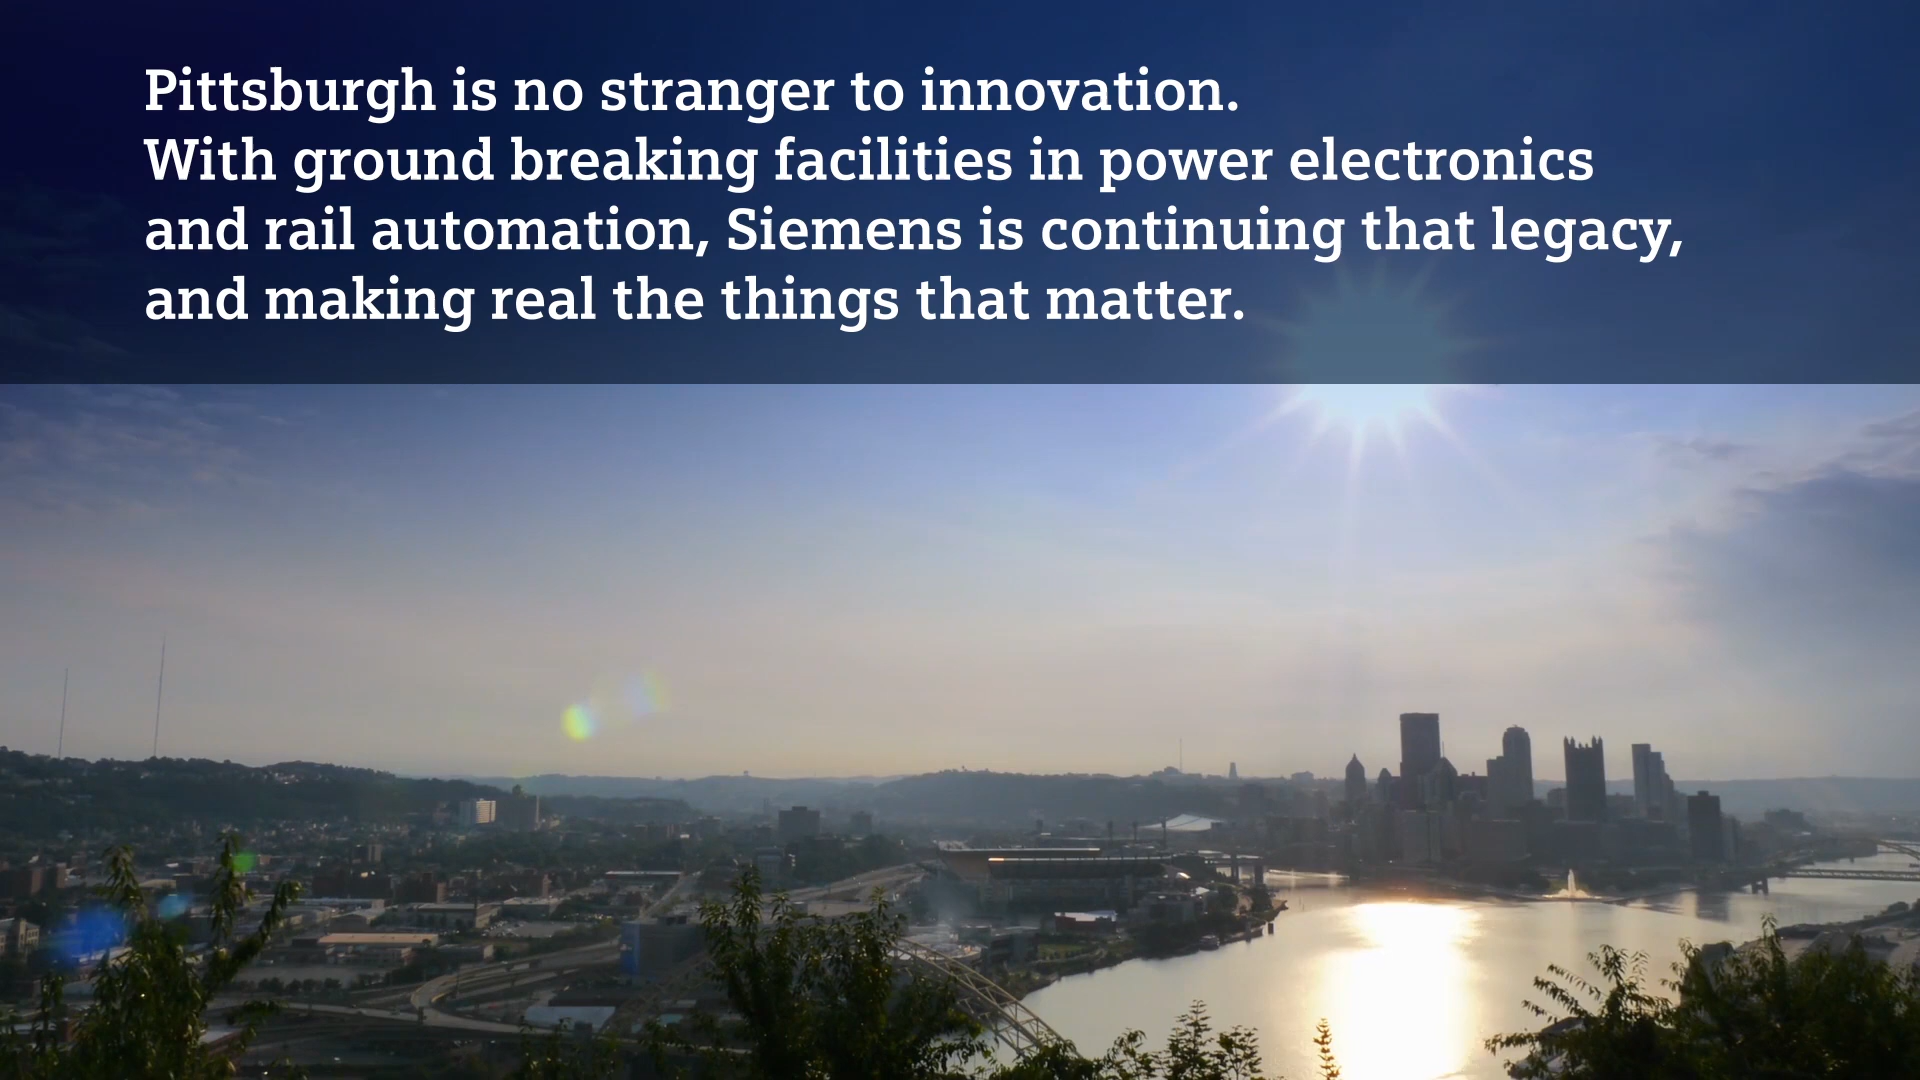 Pittsburgh is no stranger to innovation.
With ground breaking facilities in power electronics
and rail automation, Siemens is continuing that legacy,
and making real the things that matter.